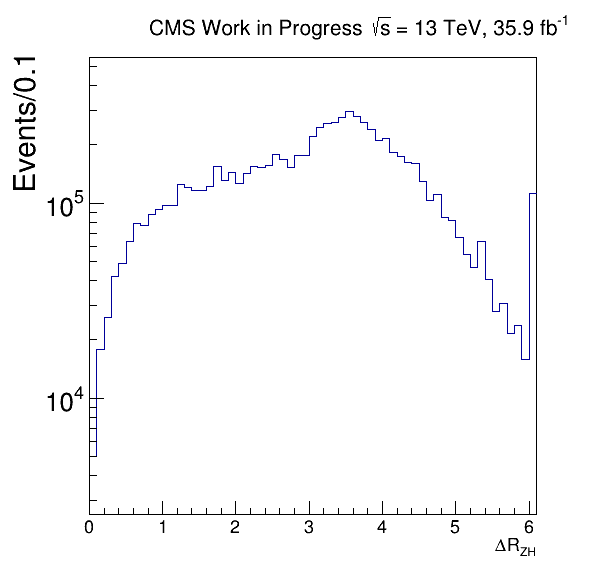 CMS Work in Progress √s = 13 TeV, 35.9 fb⁻¹
Events/0.1
10⁵
10⁴
0 1 2 3 4 5 6
ΔR_ZH